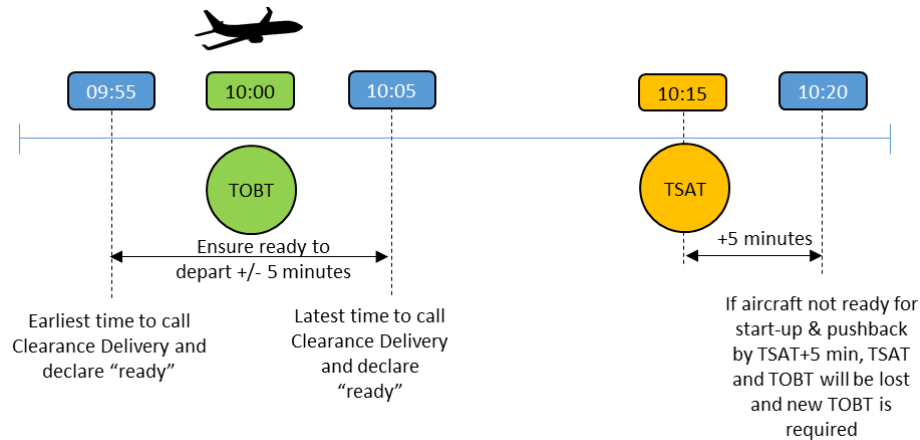 09:55
10:00
10:05
10:15
10:20
TOBT
TSAT
Ensure ready to
depart +/- 5 minutes
+5 minutes
Earliest time to call
Clearance Delivery and
declare “ready”
Latest time to call
Clearance Delivery
and declare
“ready”
If aircraft not ready for
start-up & pushback
by TSAT+5 min, TSAT
and TOBT will be lost
and new TOBT is
required